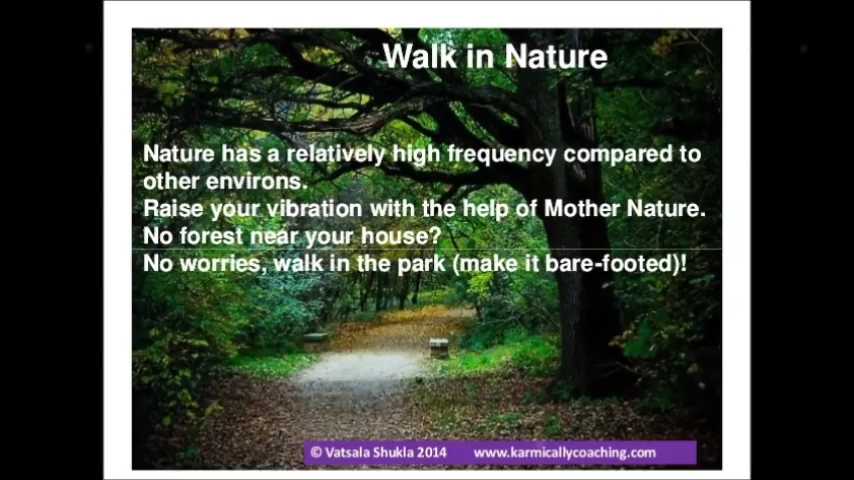 Walk in Nature
Nature has a relatively high frequency compared to
other environs.
Raise your vibration with the help of Mother Nature.
No forest near your house?
No worries, walk in the park (make it bare-footed)!
© Vatsala Shukla 2014 www.karmicallycoaching.com